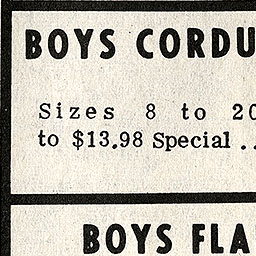 BOYS CORDU
Sizes 8 to 20
to $13.98 Special ..
BOYS FLA